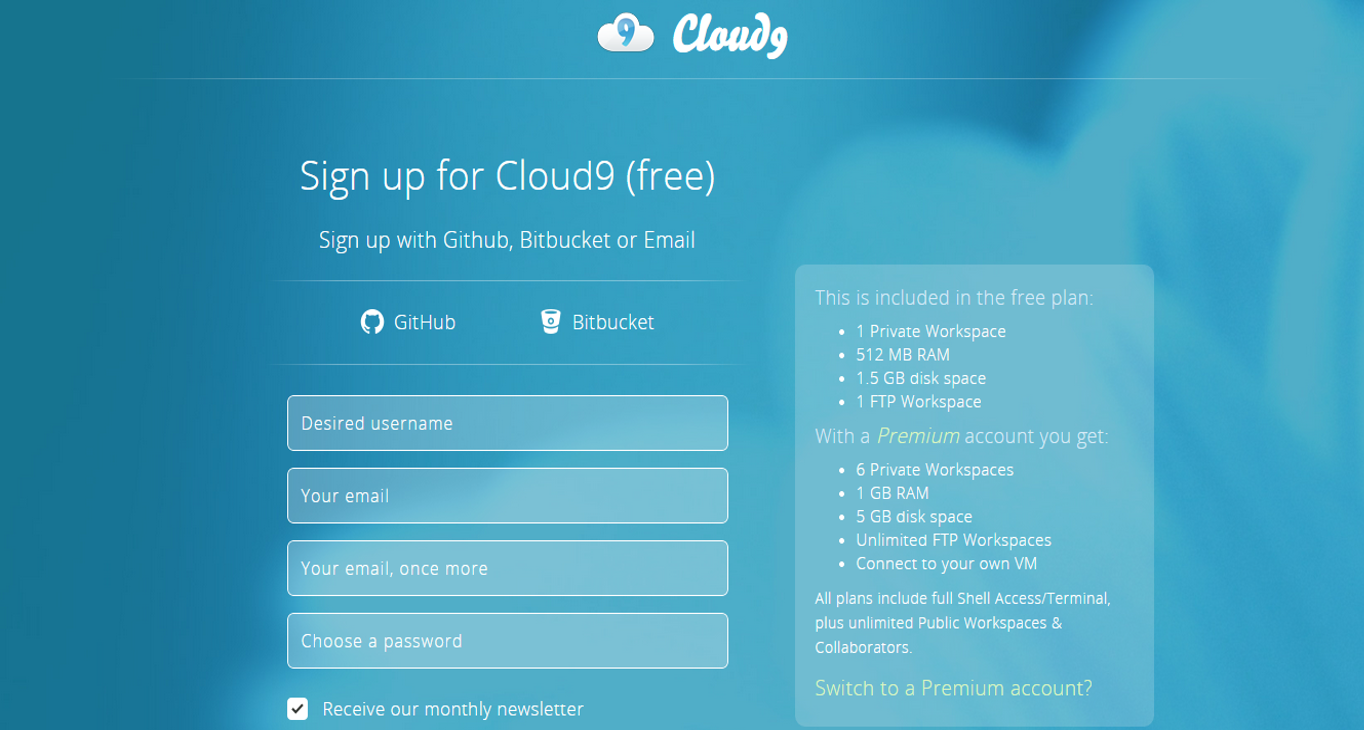 9 Cloud9
Sign up for Cloud9 (free)
Sign up with Github, Bitbucket or Email
GitHub
Bitbucket
Desired username
Your email
Your email, once more
Choose a password
Receive our monthly newsletter
This is included in the free plan:
1 Private Workspace
512 MB RAM
1.5 GB disk space
1 FTP Workspace
With a Premium account you get:
6 Private Workspaces
1 GB RAM
5 GB disk space
Unlimited FTP Workspaces
Connect to your own VM
All plans include full Shell Access/Terminal,
plus unlimited Public Workspaces &
Collaborators.
Switch to a Premium account?